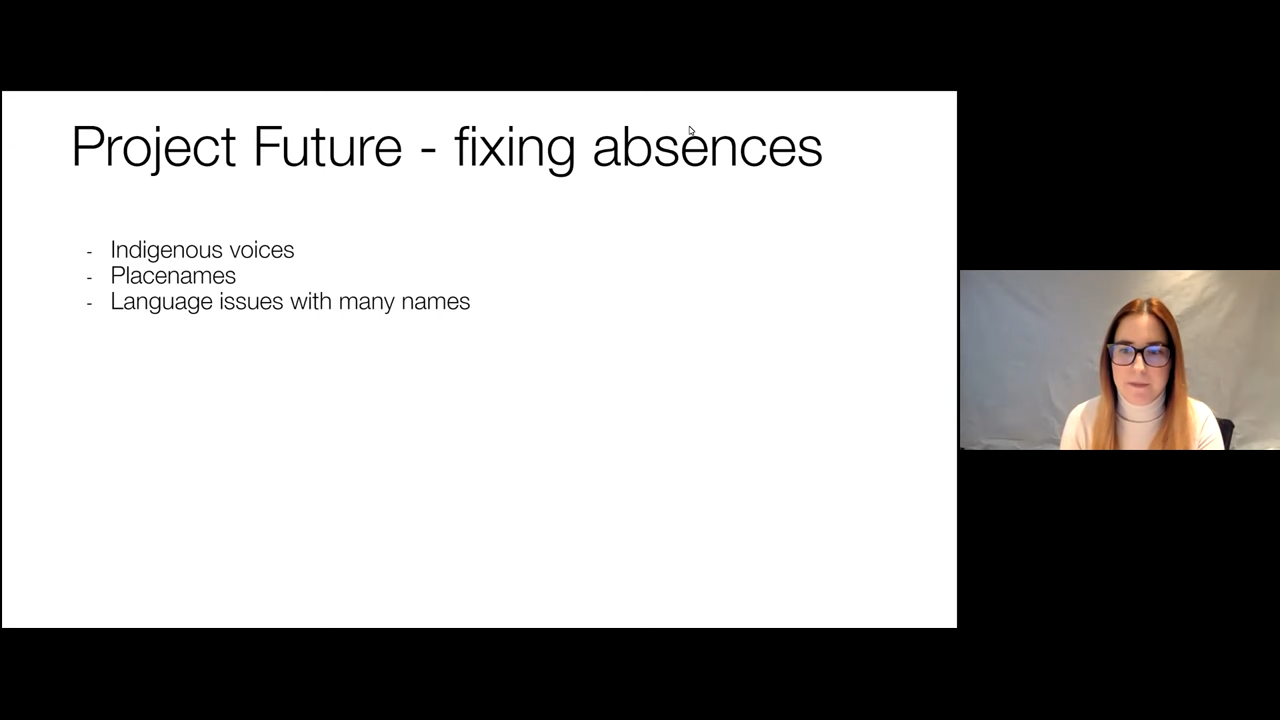 Project Future - fixing absences
- Indigenous voices
- Placenames
- Language issues with many names